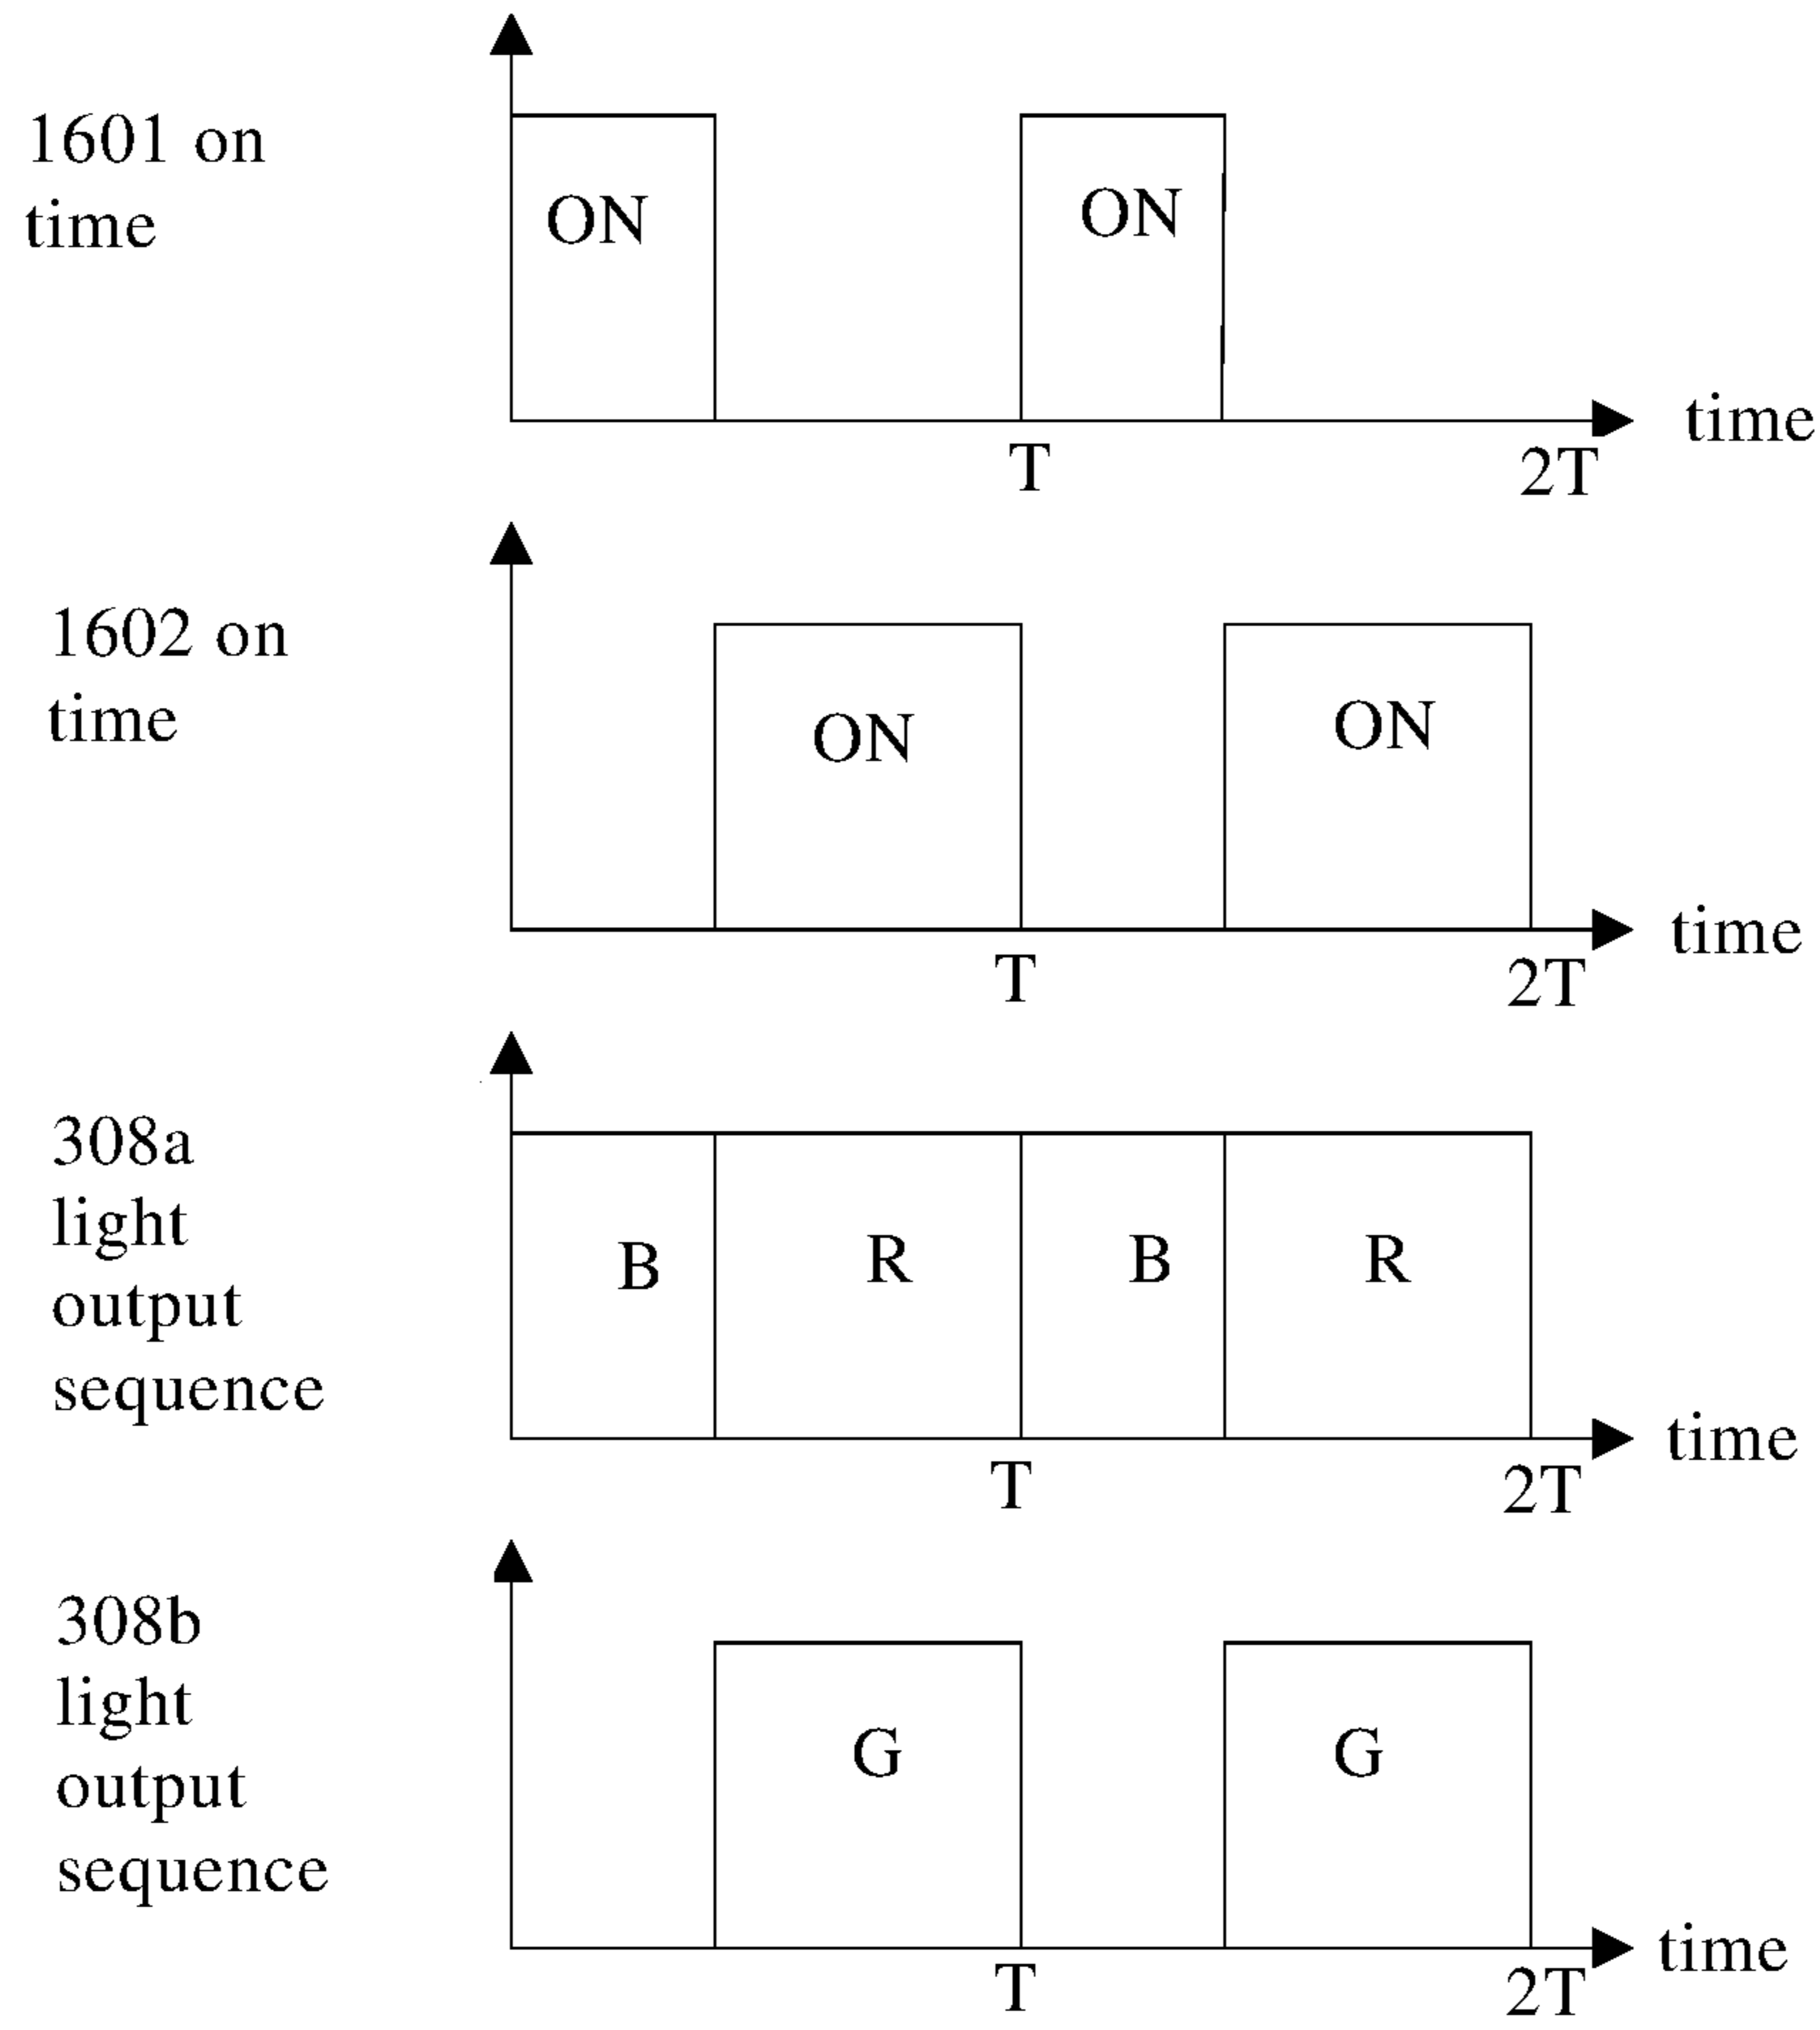 1601 on
time
ON
ON
time
T
2T
1602 on
time
ON
ON
time
T
2T
308a
light
output
sequence
B
R
B
R
time
T
2T
308b
light
output
sequence
G
G
time
T
2T